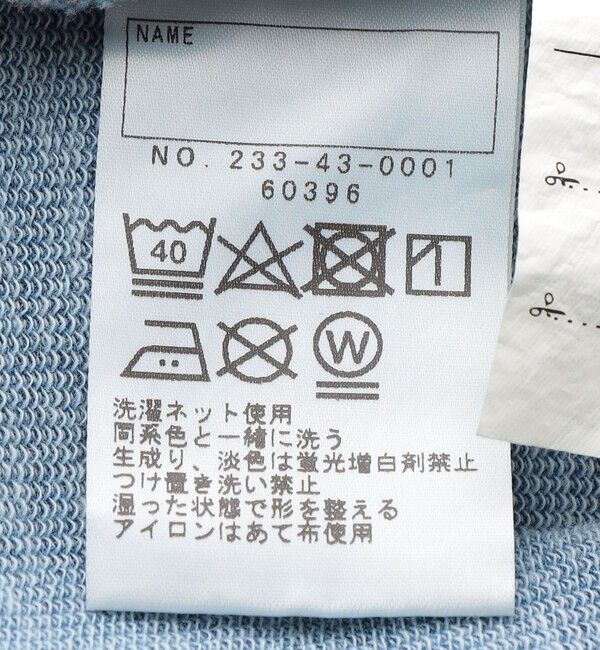 NAME
NO. 233-43-0001
60396
40
W
洗濯ネット使用
同系色と一緒に洗う
生成り、淡色は蛍光増白剤禁止
つけ置き洗い禁止
湿った状態で形を整える
アイロンはあて布使用